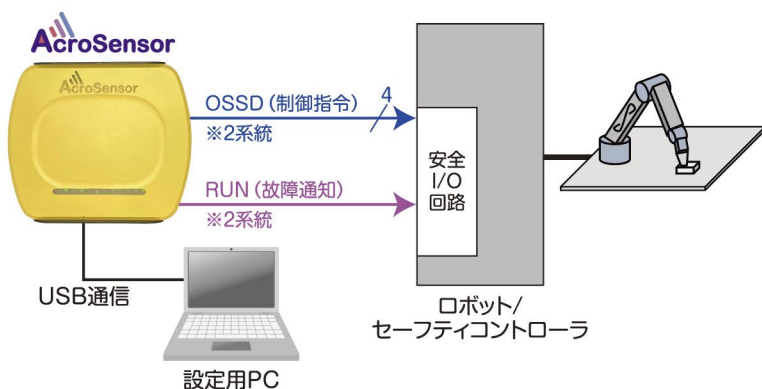 AcroSensor
AcroSensor
OSSD（制御指令）
※2系統
4
RUN（故障通知）
※2系統
安全
I/O
回路
USB通信
設定用PC
ロボット/
セーフティコントローラ